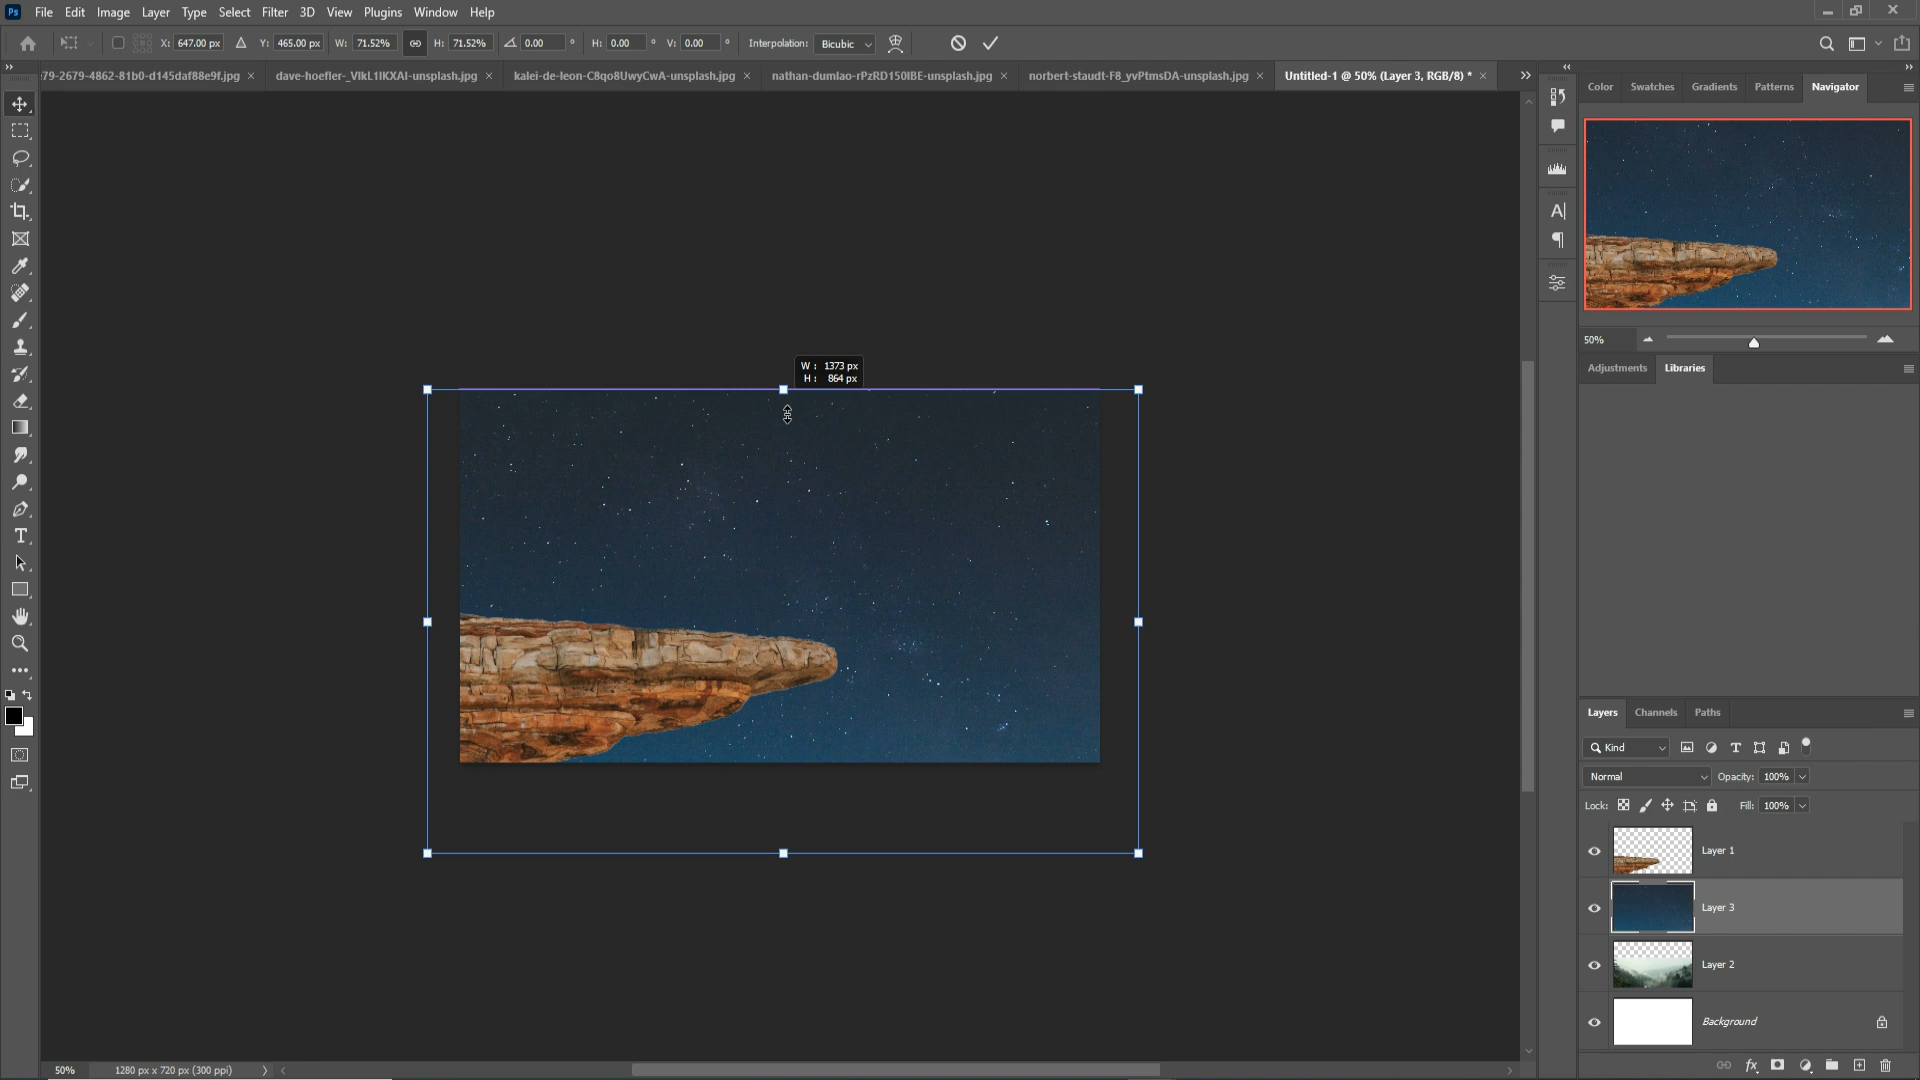 Ps File Edit Image Layer Type Select Filter 3D View Plugins Window Help
X: 647.00 px Y: 465.00 px W: 71.52% H: 71.52% 0.00 ° H: 0.00 ° V: 0.00 ° Interpolation: Bicubic
79-2679-4862-81b0-d145daf88e9f.jpg × dave-hoefler-_VlkL1IKXAI-unsplash.jpg × kalei-de-leon-C8qo8UwyCwA-unsplash.jpg × nathan-dumlao-rPzRD150IBE-unsplash.jpg × norbert-staudt-F8_yvPtmsDA-unsplash.jpg × Untitled-1 @ 50% (Layer 3, RGB/8) * ×
Color Swatches Gradients Patterns Navigator
50%
Adjustments Libraries
W : 1373 px
H : 864 px
Layers Channels Paths
Kind
Normal Opacity: 100%
Lock: Fill: 100%
Layer 1
Layer 3
Layer 2
Background
50% 1280 px x 720 px (300 ppi)